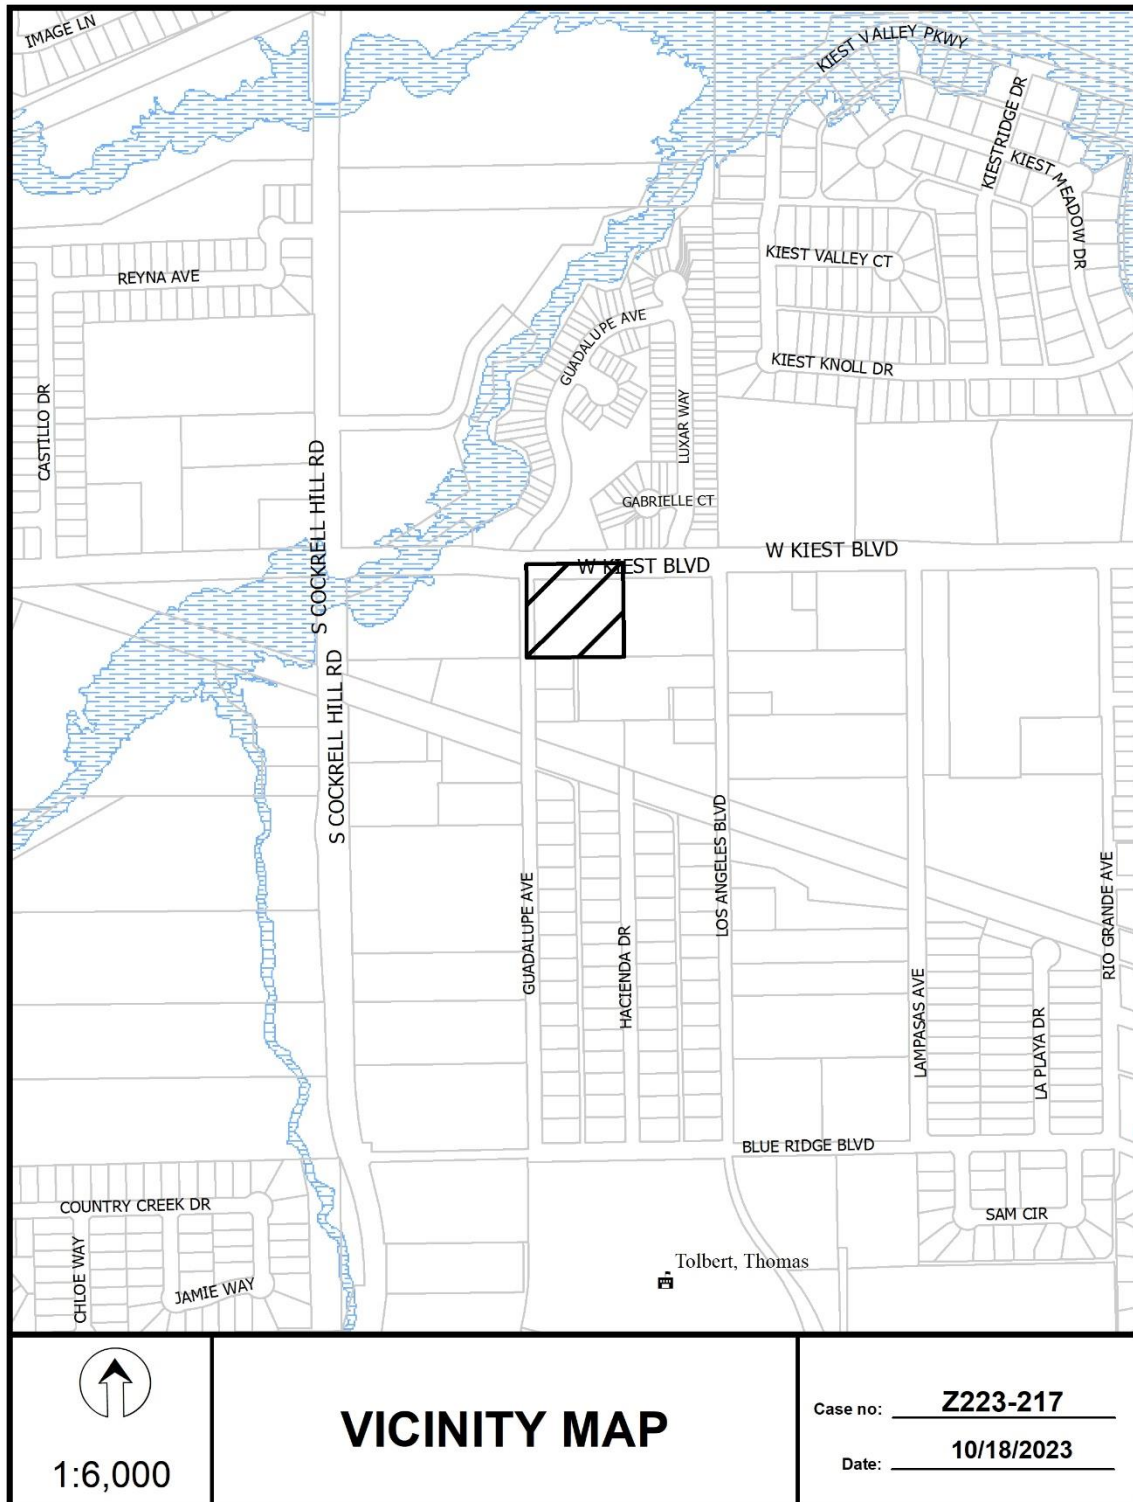 IMAGE LN
KIEST VALLEY PKWY
KIESTRIDGE DR
KIEST MEADOW DR
REYNA AVE
KIEST VALLEY CT
GUADALUPE AVE
KIEST KNOLL DR
CASTILLO DR
LUXAR WAY
S COCKRELL HILL RD
GABRIELLE CT
W KIEST BLVD
W KIEST BLVD
S COCKRELL HILL RD
GUADALUPE AVE
HACIENDA DR
LOS ANGELES BLVD
LAMPASAS AVE
LA PLAYA DR
RIO GRANDE AVE
BLUE RIDGE BLVD
COUNTRY CREEK DR
SAM CIR
CHLOE WAY
JAMIE WAY
Tolbert, Thomas
1:6,000
VICINITY MAP
Case no: Z223-217
Date: 10/18/2023